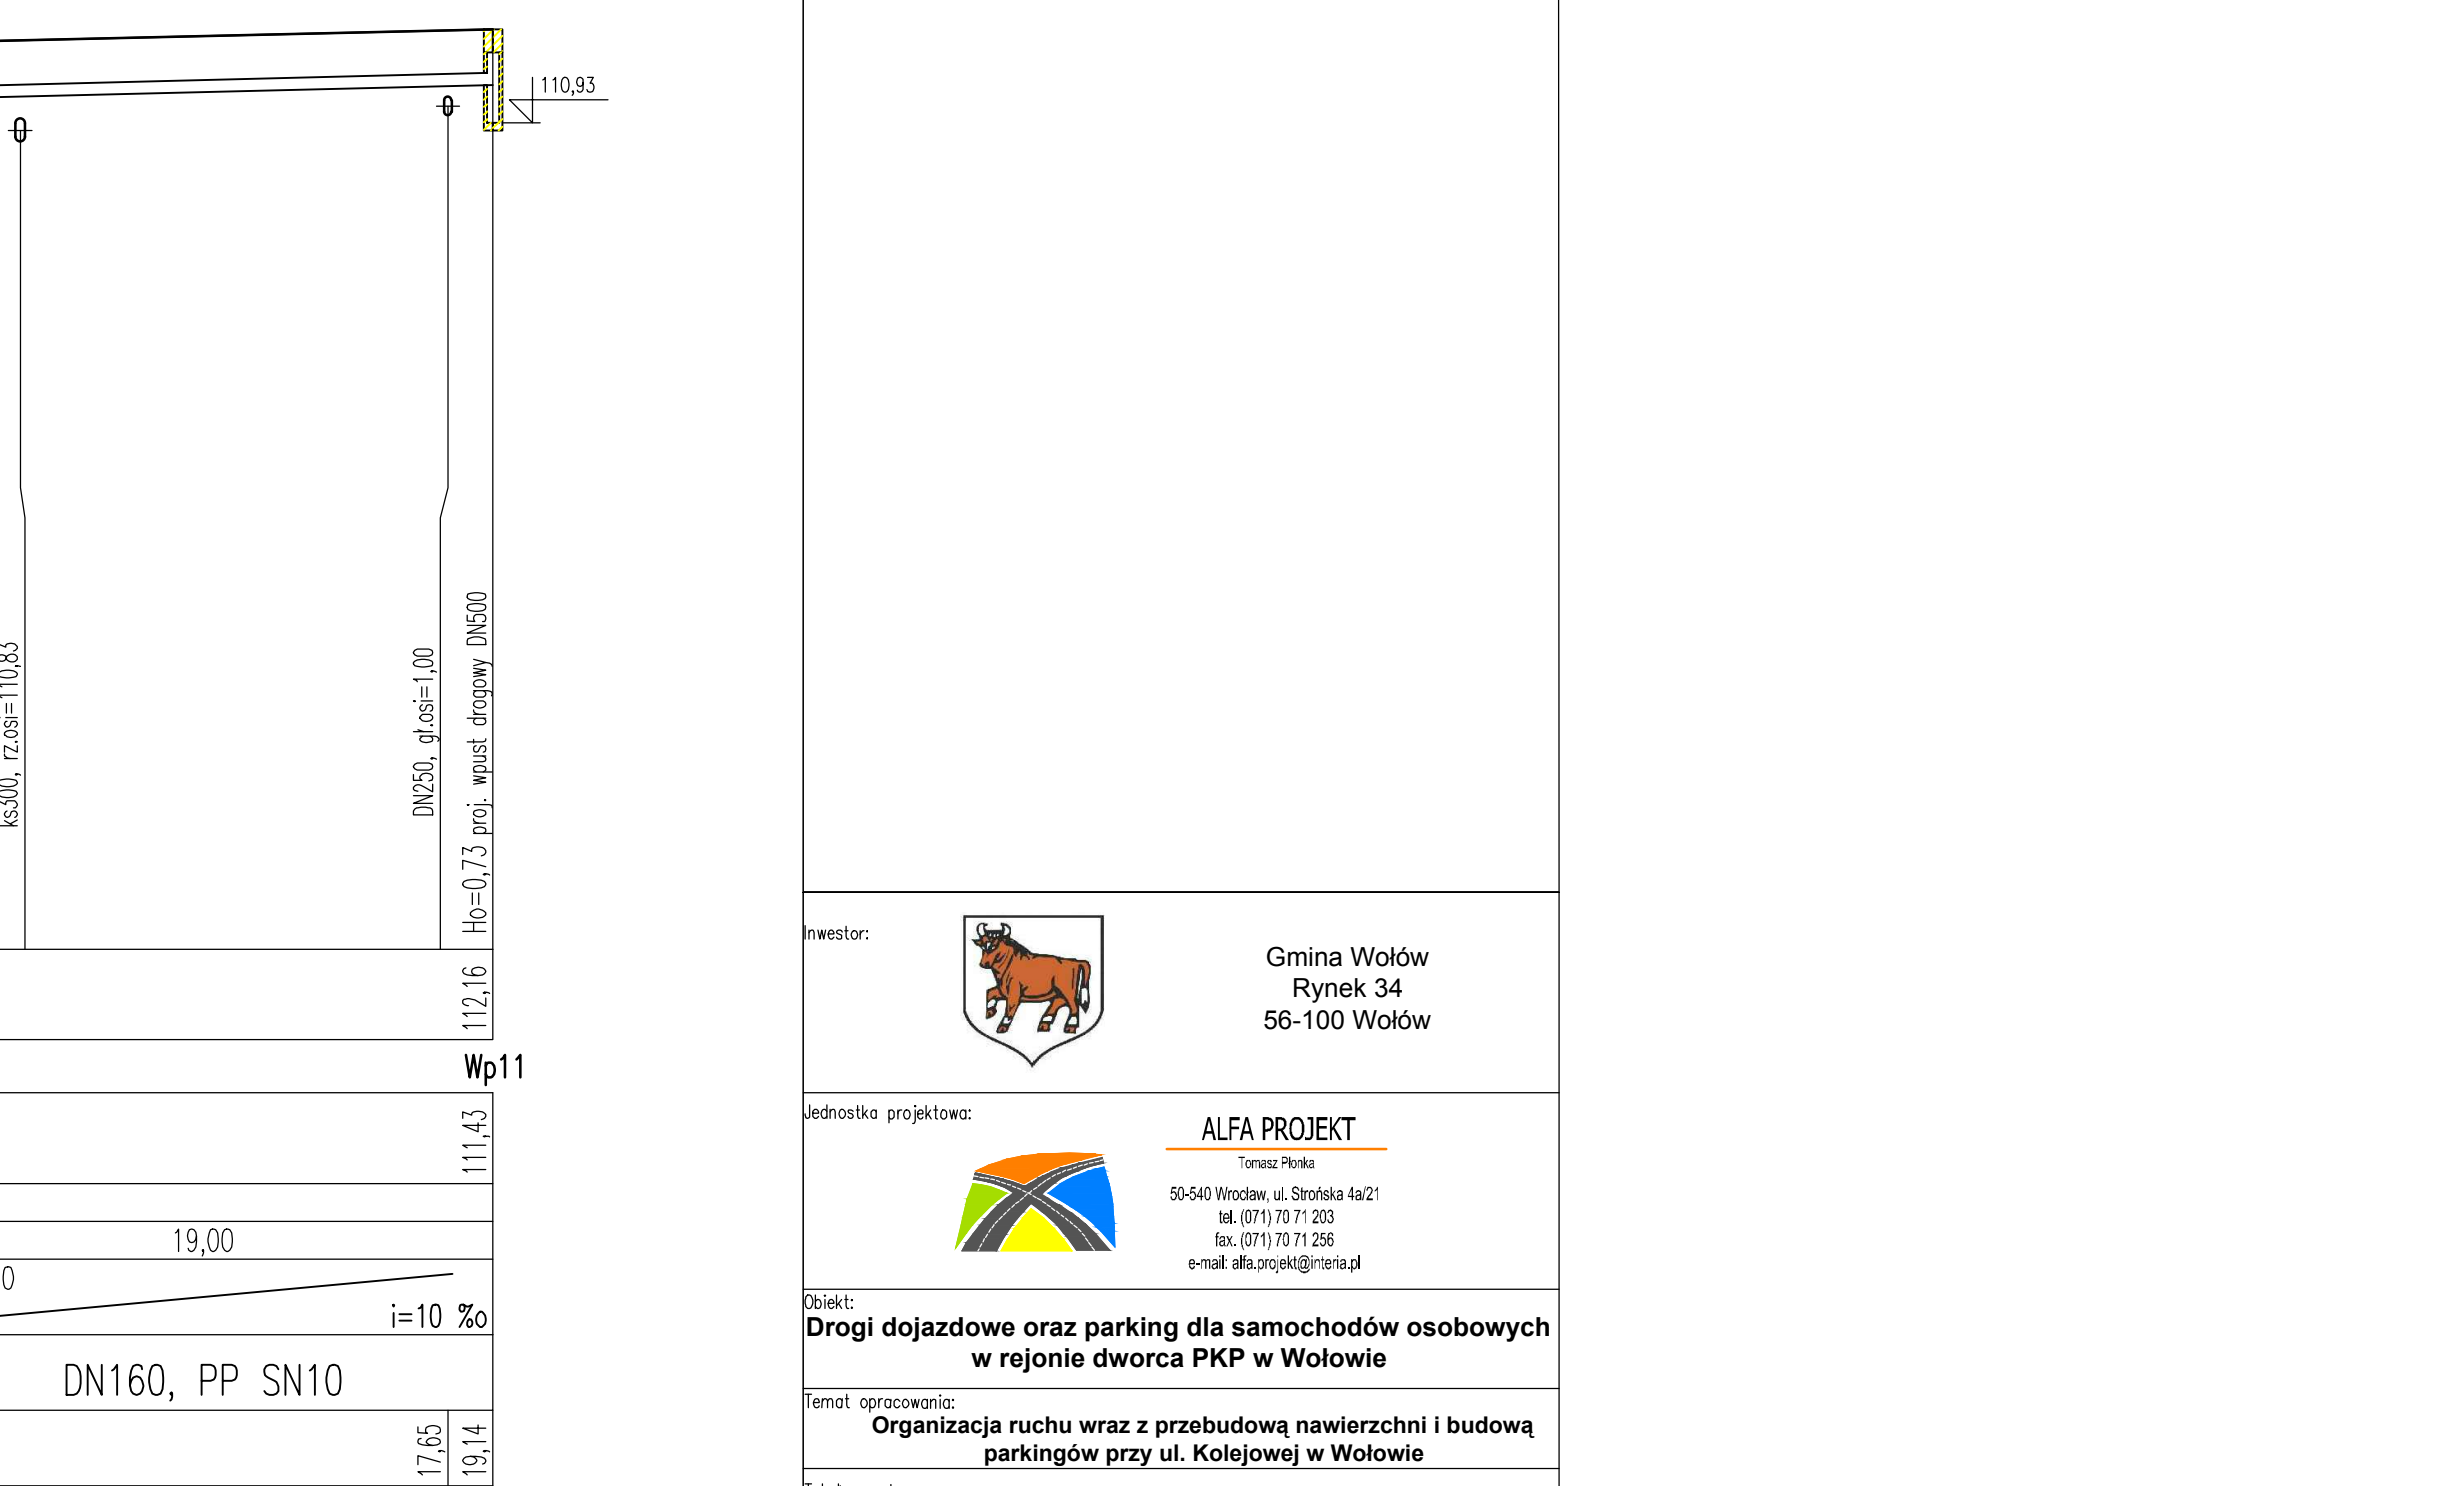 110,93
ks300, rz.osi=110,83
DN250, gł.osi=1,00
Ho=0,73 proj. wpust drogowy DN500
112,16
Wp11
111,43
19,00
0
i=10 %o
DN160, PP SN10
17,65
19,14
Inwestor:
Gmina Wołów
Rynek 34
56-100 Wołów
Jednostka projektowa:
ALFA PROJEKT
Tomasz Płonka
50-540 Wrocław, ul. Strońska 4a/21
tel. (071) 70 71 203
fax. (071) 70 71 256
e-mail: alfa.projekt@interia.pl
Obiekt:
Drogi dojazdowe oraz parking dla samochodów osobowych
w rejonie dworca PKP w Wołowie
Temat opracowania:
Organizacja ruchu wraz z przebudową nawierzchni i budową
parkingów przy ul. Kolejowej w Wołowie